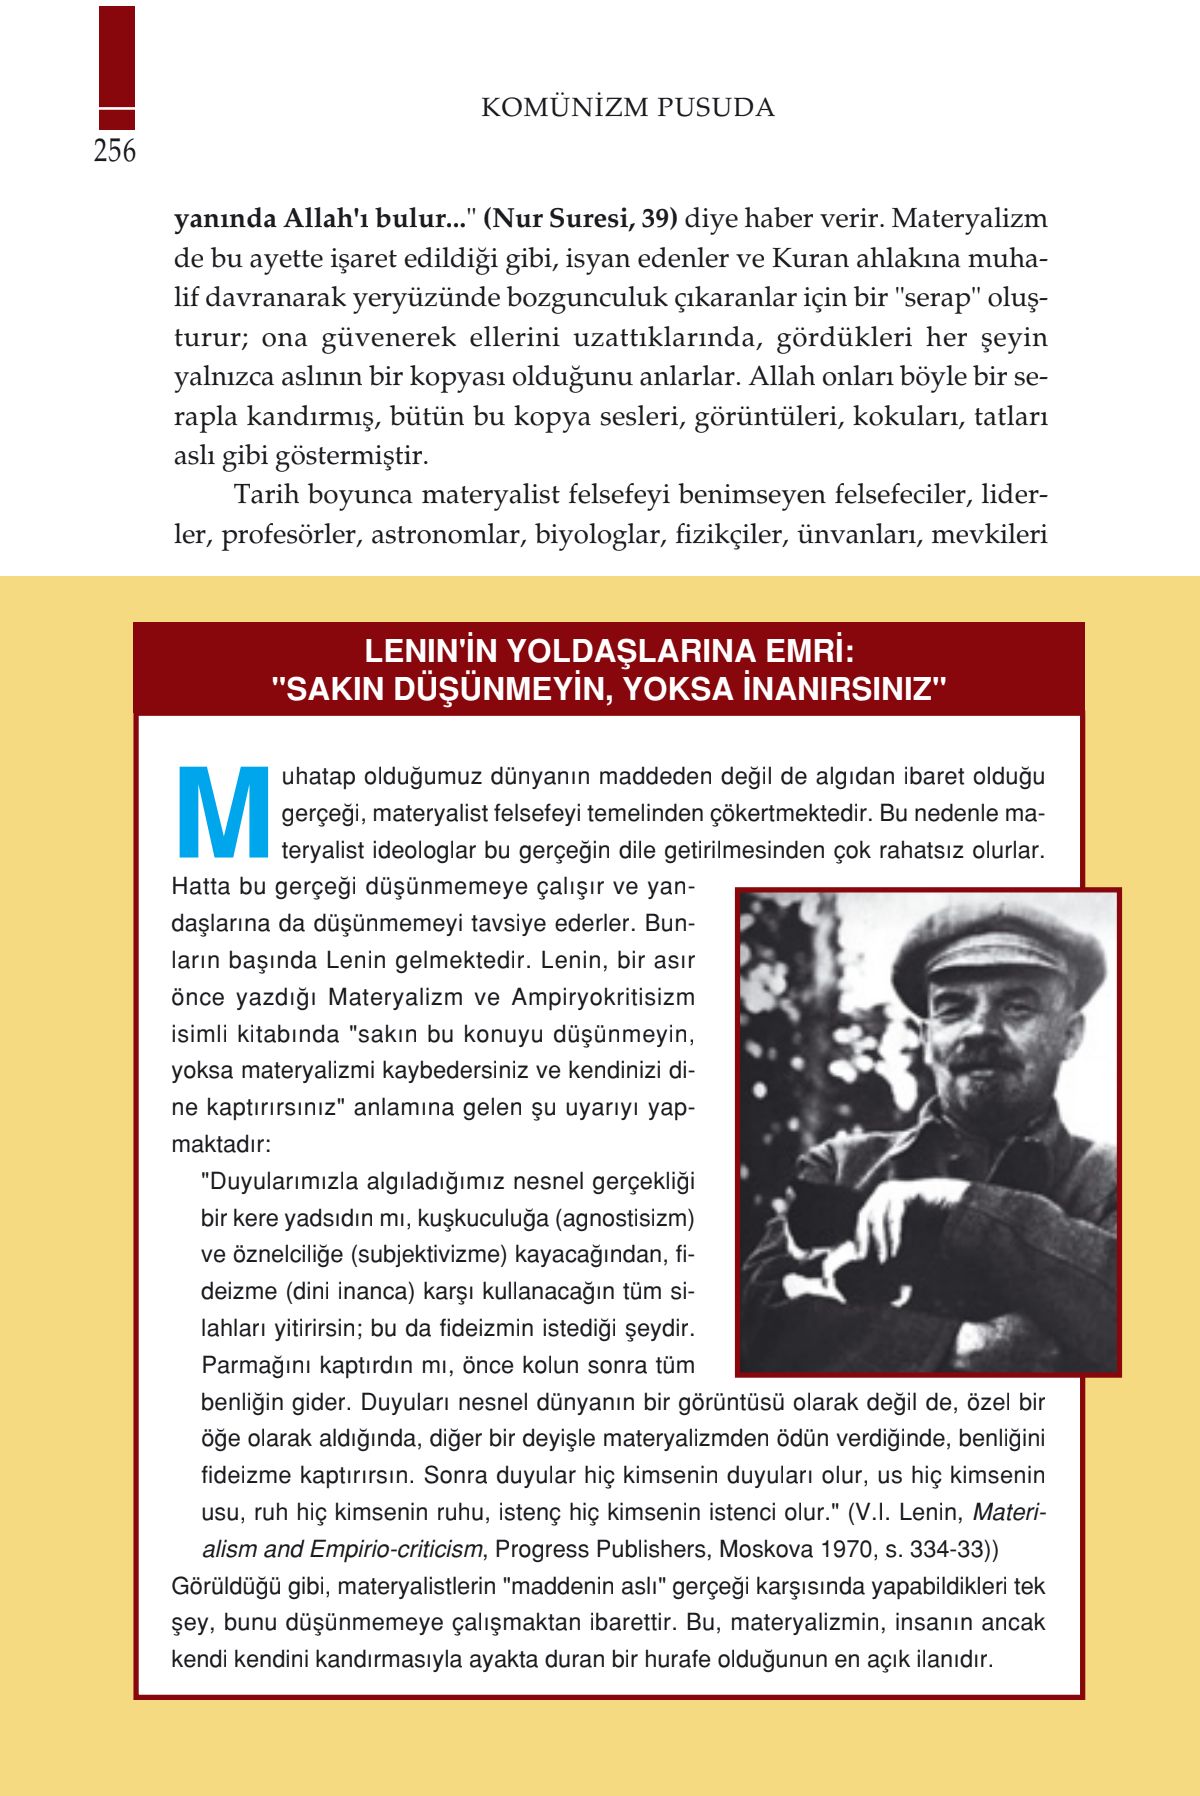 KOMÜNİZM PUSUDA
256
yanında Allah'ı bulur..." (Nur Suresi, 39) diye haber verir. Materyalizm
de bu ayette işaret edildiği gibi, isyan edenler ve Kuran ahlakına muha-
lif davranarak yeryüzünde bozgunculuk çıkaranlar için bir "serap" oluş-
turur; ona güvenerek ellerini uzattıklarında, gördükleri her şeyin
yalnızca aslının bir kopyası olduğunu anlarlar. Allah onları böyle bir se-
rapla kandırmış, bütün bu kopya sesleri, görüntüleri, kokuları, tatları
aslı gibi göstermiştir.
Tarih boyunca materyalist felsefeyi benimseyen felsefeciler, lider-
ler, profesörler, astronomlar, biyologlar, fizikçiler, ünvanları, mevkileri
LENIN'İN YOLDAŞLARINA EMRİ:
"SAKIN DÜŞÜNMEYİN, YOKSA İNANIRSINIZ"
Muhatap olduğumuz dünyanın maddeden değil de algıdan ibaret olduğu
gerçeği, materyalist felsefeyi temelinden çökertmektedir. Bu nedenle ma-
teryalist ideologlar bu gerçeğin dile getirilmesinden çok rahatsız olurlar.
Hatta bu gerçeği düşünmemeye çalışır ve yan-
daşlarına da düşünmemeyi tavsiye ederler. Bun-
ların başında Lenin gelmektedir. Lenin, bir asır
önce yazdığı Materyalizm ve Ampiryokritisizm
isimli kitabında "sakın bu konuyu düşünmeyin,
yoksa materyalizmi kaybedersiniz ve kendinizi di-
ne kaptırırsınız" anlamına gelen şu uyarıyı yap-
maktadır:
"Duyularımızla algıladığımız nesnel gerçekliği
bir kere yadsıdın mı, kuşkuculuğa (agnostisizm)
ve öznelciliğe (subjektivizme) kayacağından, fi-
deizme (dini inanca) karşı kullanacağın tüm si-
lahları yitirirsin; bu da fideizmin istediği şeydir.
Parmağını kaptırdın mı, önce kolun sonra tüm
benliğin gider. Duyuları nesnel dünyanın bir görüntüsü olarak değil de, özel bir
öğe olarak aldığında, diğer bir deyişle materyalizmden ödün verdiğinde, benliğini
fideizme kaptırırsın. Sonra duyular hiç kimsenin duyuları olur, us hiç kimsenin
usu, ruh hiç kimsenin ruhu, istenç hiç kimsenin istenci olur." (V.I. Lenin, Materi-
alism and Empirio-criticism, Progress Publishers, Moskova 1970, s. 334-33))
Görüldüğü gibi, materyalistlerin "maddenin aslı" gerçeği karşısında yapabildikleri tek
şey, bunu düşünmemeye çalışmaktan ibarettir. Bu, materyalizmin, insanın ancak
kendi kendini kandırmasıyla ayakta duran bir hurafe olduğunun en açık ilanıdır.